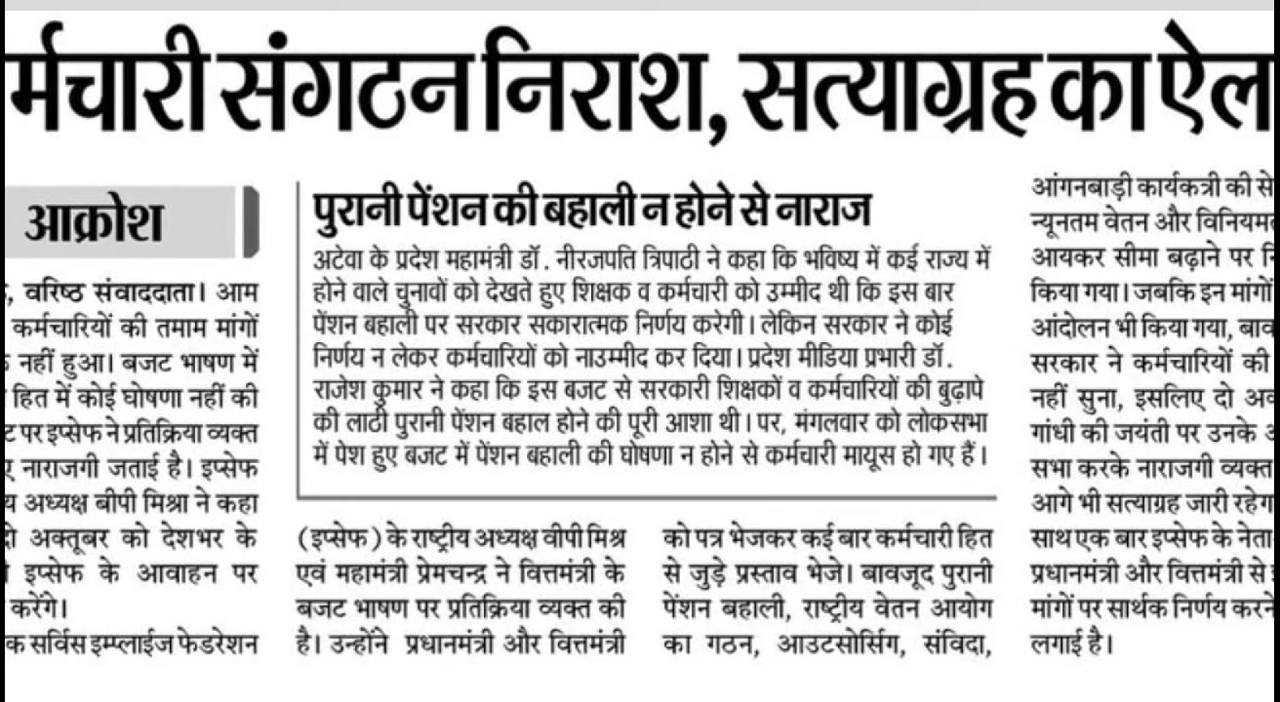 र्मचारी संगठन निराश, सत्याग्रह का ऐल
आक्रोश
वरिष्ठ संवाददाता। आम
कर्मचारियों की तमाम मांगों
नहीं हुआ। बजट भाषण में
हित में कोई घोषणा नहीं की
ट पर इप्सेफ ने प्रतिक्रिया व्यक्त
नाराजगी जताई है। इप्सेफ
य अध्यक्ष बीपी मिश्रा ने कहा
अक्तूबर को देशभर के
इप्सेफ के आवाहन पर
करेंगे।
क सर्विस इम्प्लाईज फेडरेशन
पुरानी पेंशन की बहाली न होने से नाराज
अटेवा के प्रदेश महामंत्री डॉ. नीरजपति त्रिपाठी ने कहा कि भविष्य में कई राज्य में
होने वाले चुनावों को देखते हुए शिक्षक व कर्मचारी को उम्मीद थी कि इस बार
पेंशन बहाली पर सरकार सकारात्मक निर्णय करेगी। लेकिन सरकार ने कोई
निर्णय न लेकर कर्मचारियों को नाउम्मीद कर दिया। प्रदेश मीडिया प्रभारी डॉ.
राजेश कुमार ने कहा कि इस बजट से सरकारी शिक्षकों व कर्मचारियों की बुढ़ापे
की लाठी पुरानी पेंशन बहाल होने की पूरी आशा थी। पर, मंगलवार को लोकसभा
में पेश हुए बजट में पेंशन बहाली की घोषणा न होने से कर्मचारी मायूस हो गए हैं।
(इप्सेफ) के राष्ट्रीय अध्यक्ष वीपी मिश्र
एवं महामंत्री प्रेमचन्द्र ने वित्तमंत्री के
बजट भाषण पर प्रतिक्रिया व्यक्त की
है। उन्होंने प्रधानमंत्री और वित्तमंत्री
को पत्र भेजकर कई बार कर्मचारी हित
से जुड़े प्रस्ताव भेजे। बावजूद पुरानी
पेंशन बहाली, राष्ट्रीय वेतन आयोग
का गठन, आउटसोर्सिग, संविदा,
आंगनबाड़ी कार्यकत्री की से
न्यूनतम वेतन और विनियमत
आयकर सीमा बढ़ाने पर नि
किया गया। जबकि इन मांगों
आंदोलन भी किया गया, बाव
सरकार ने कर्मचारियों की
नहीं सुना, इसलिए दो अक
गांधी की जयंती पर उनके
सभा करके नाराजगी व्यक्त
आगे भी सत्याग्रह जारी रहेग
साथ एक बार इप्सेफ के नेता
प्रधानमंत्री और वित्तमंत्री से
मांगों पर सार्थक निर्णय करने
लगाई है।